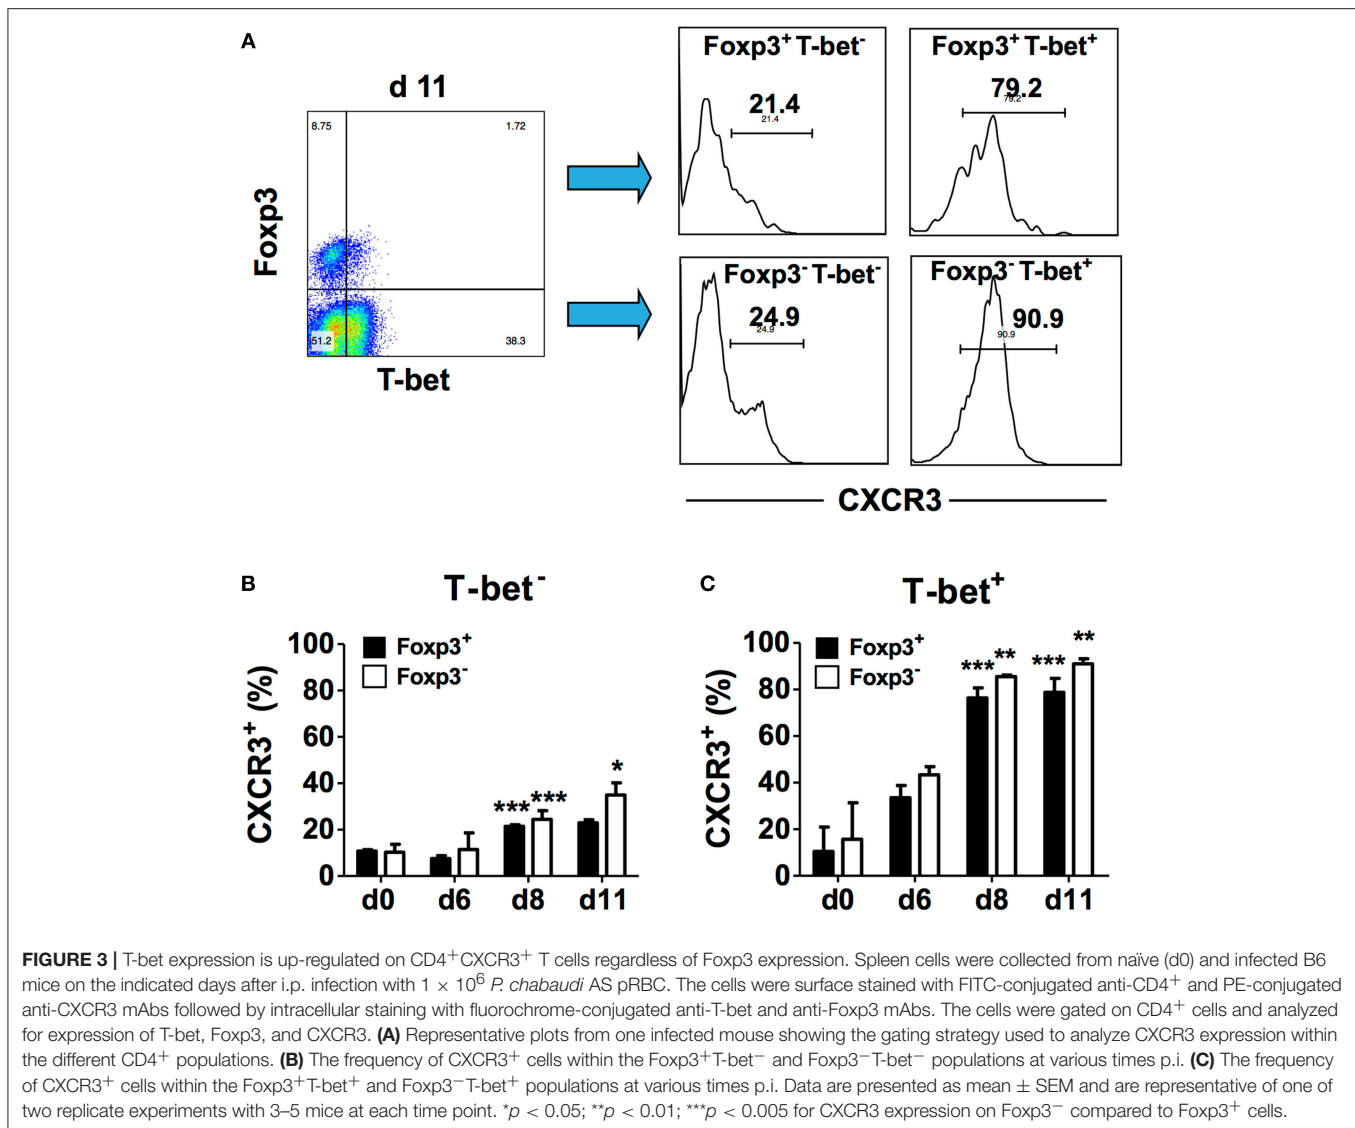 A
d 11
8.75
1.72
51.2
38.3
Foxp3
T-bet
Foxp3⁺ T-bet⁻
21.4
21.4
Foxp3⁺ T-bet⁺
79.2
79.2
Foxp3⁻ T-bet⁻
24.9
24.9
Foxp3⁻ T-bet⁺
90.9
90.9
CXCR3
B
T-bet⁻
CXCR3⁺ (%)
100
80
60
40
20
0
Foxp3⁺
Foxp3⁻
*** *** *
d0 d6 d8 d11
C
T-bet⁺
CXCR3⁺ (%)
100
80
60
40
20
0
Foxp3⁺
Foxp3⁻
*** ** *** **
d0 d6 d8 d11
FIGURE 3 | T-bet expression is up-regulated on CD4⁺CXCR3⁺ T cells regardless of Foxp3 expression. Spleen cells were collected from naïve (d0) and infected B6
mice on the indicated days after i.p. infection with 1 × 10⁶ P. chabaudi AS pRBC. The cells were surface stained with FITC-conjugated anti-CD4⁺ and PE-conjugated
anti-CXCR3 mAbs followed by intracellular staining with fluorochrome-conjugated anti-T-bet and anti-Foxp3 mAbs. The cells were gated on CD4⁺ cells and analyzed
for expression of T-bet, Foxp3, and CXCR3. (A) Representative plots from one infected mouse showing the gating strategy used to analyze CXCR3 expression within
the different CD4⁺ populations. (B) The frequency of CXCR3⁺ cells within the Foxp3⁺T-bet⁻ and Foxp3⁻T-bet⁻ populations at various times p.i. (C) The frequency
of CXCR3⁺ cells within the Foxp3⁺T-bet⁺ and Foxp3⁻T-bet⁺ populations at various times p.i. Data are presented as mean ± SEM and are representative of one of
two replicate experiments with 3–5 mice at each time point. *p < 0.05; **p < 0.01; ***p < 0.005 for CXCR3 expression on Foxp3⁻ compared to Foxp3⁺ cells.